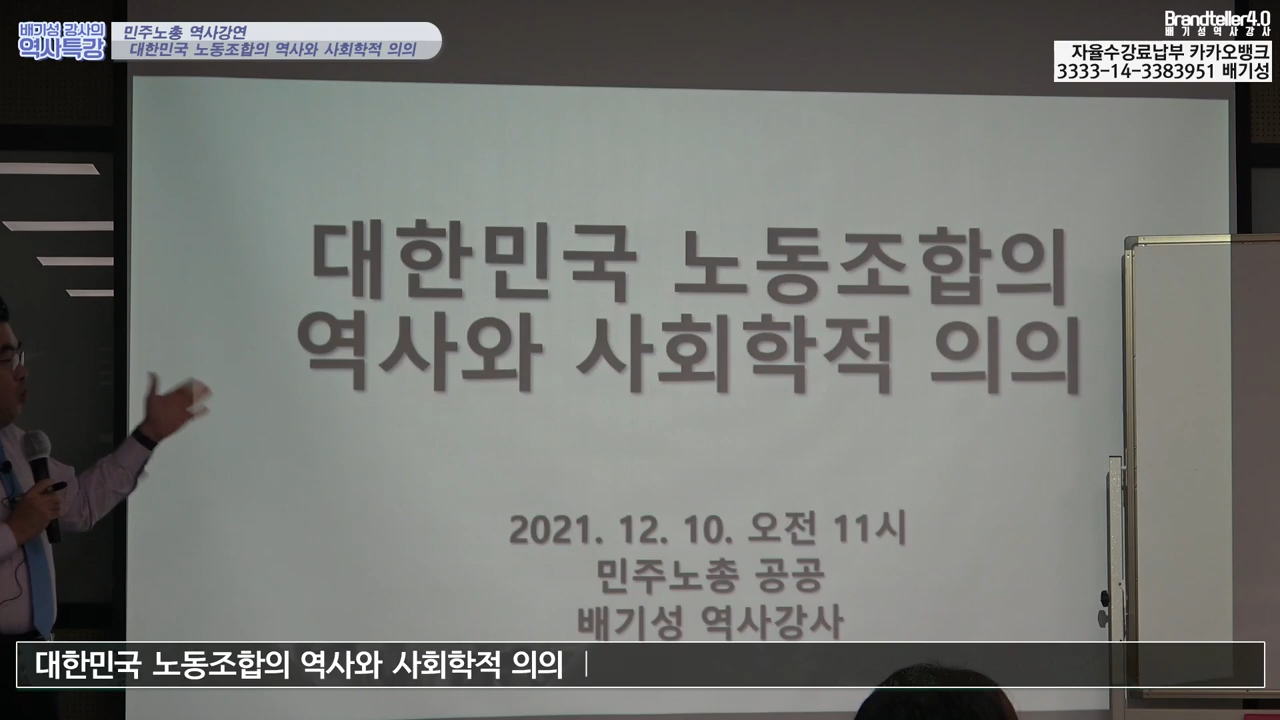 배기성 강사의
역사특강
민주노총 역사강연
대한민국 노동조합의 역사와 사회학적 의의
Brandteller4.0
배기성역사강사
자율수강료납부 카카오뱅크
3333-14-3383951 배기성
대한민국 노동조합의
역사와 사회학적 의의
2021. 12. 10. 오전 11시
민주노총 공공
배기성 역사강사
대한민국 노동조합의 역사와 사회학적 의의